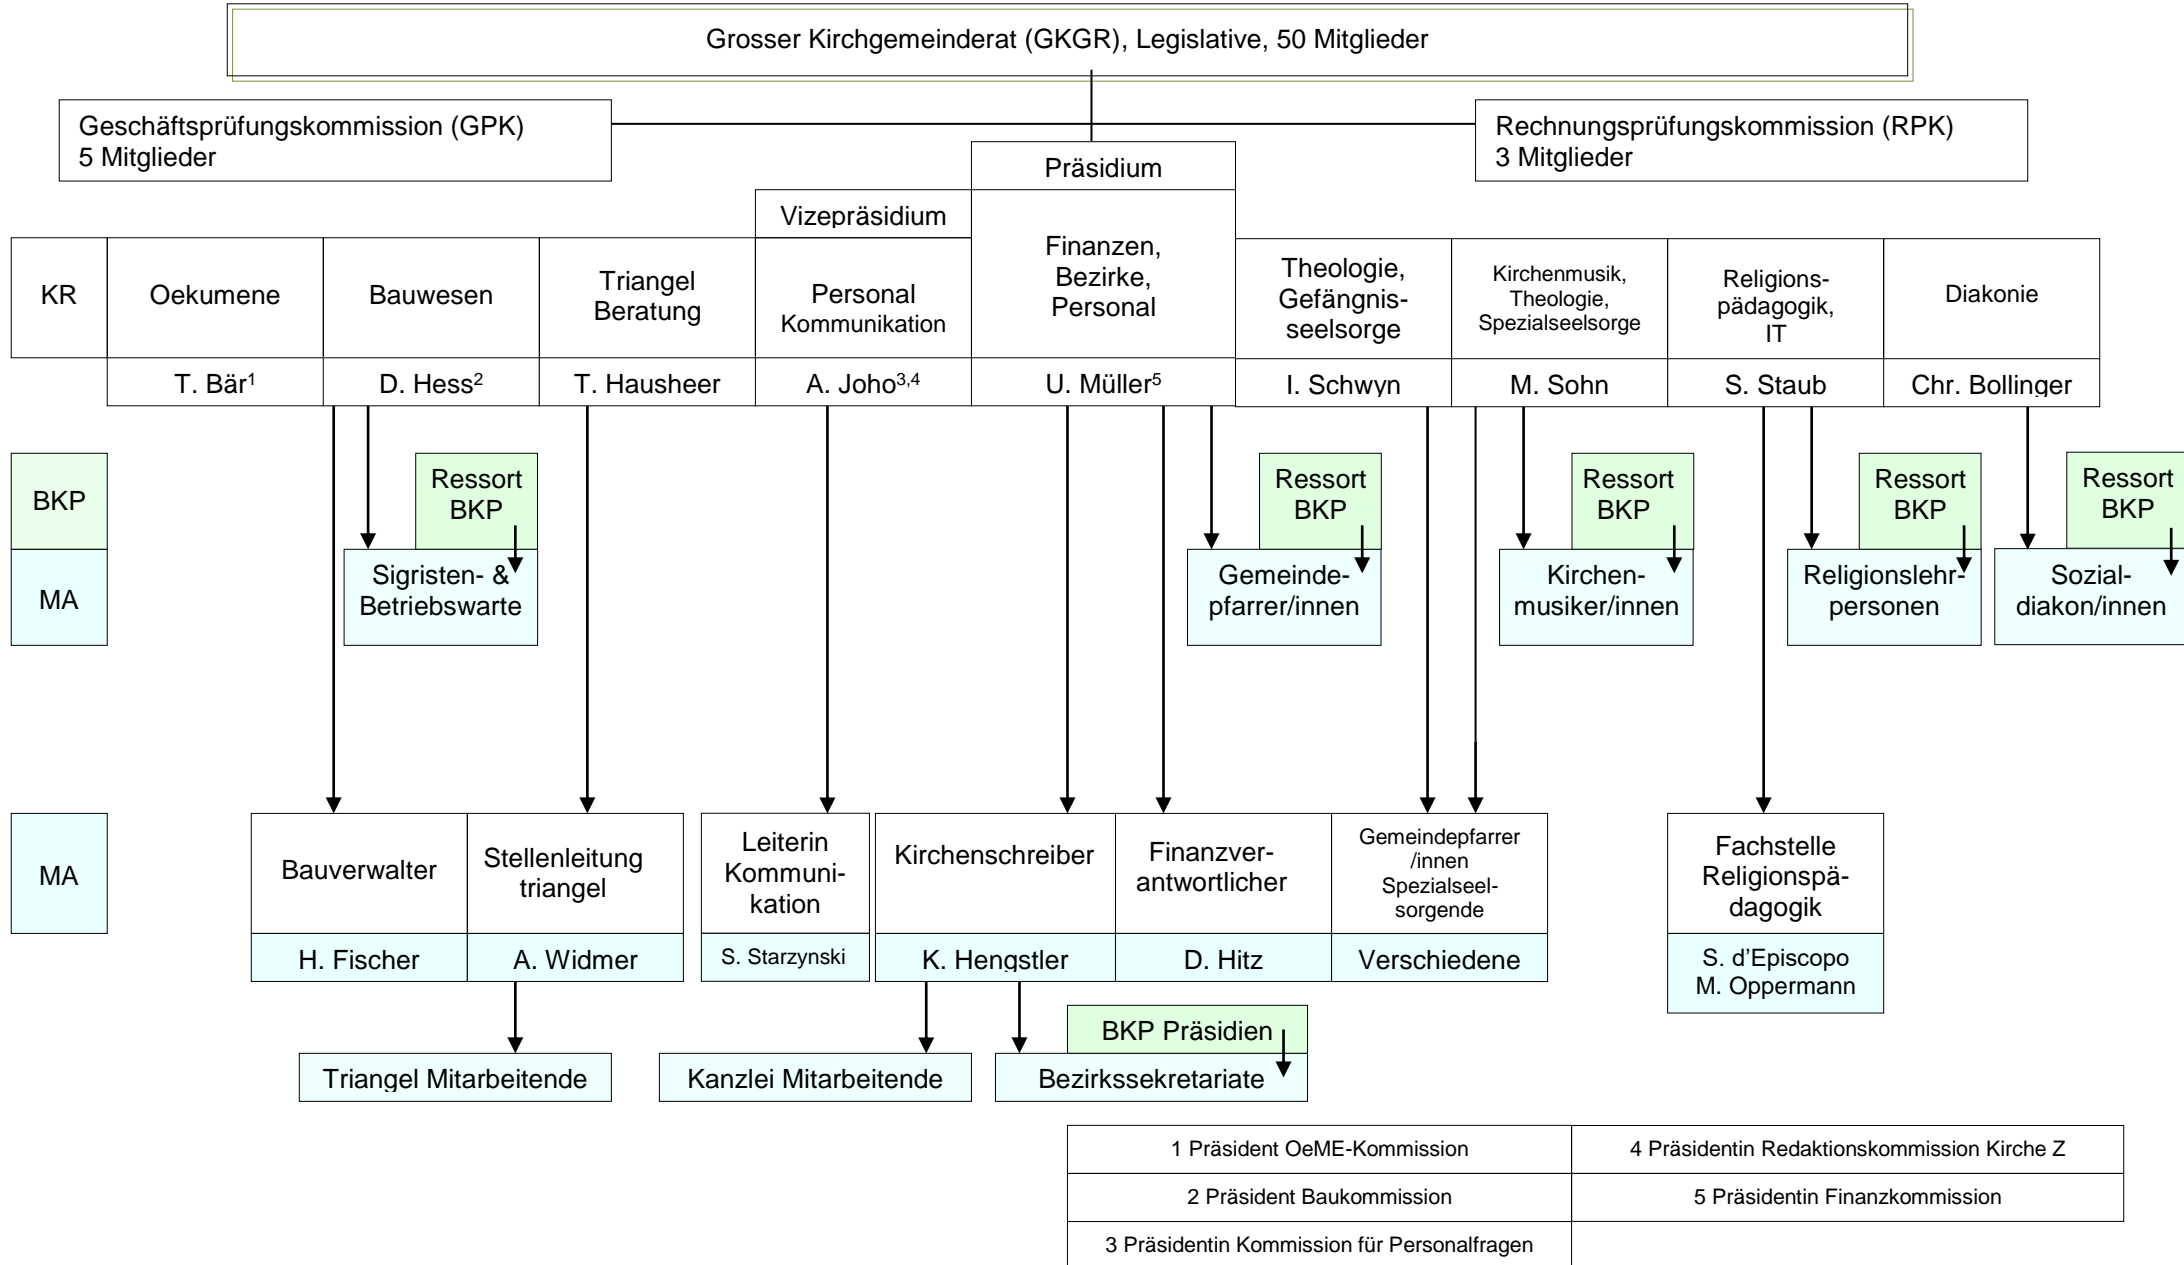 Grosser Kirchgemeinderat (GKGR), Legislative, 50 Mitglieder
Geschäftsprüfungskommission (GPK)
5 Mitglieder
Rechnungsprüfungskommission (RPK)
3 Mitglieder
Präsidium
Vizepräsidium
KR
Oekumene
Bauwesen
Triangel
Beratung
Personal
Kommunikation
Finanzen,
Bezirke,
Personal
Theologie,
Gefängnis-
seelsorge
Kirchenmusik,
Theologie,
Spezialseelsorge
Religions-
pädagogik,
IT
Diakonie
T. Bär1
D. Hess2
T. Hausheer
A. Joho3,4
U. Müller5
I. Schwyn
M. Sohn
S. Staub
Chr. Bollinger
BKP
Ressort
BKP
Ressort
BKP
Ressort
BKP
Ressort
BKP
Ressort
BKP
MA
Sigristen- &
Betriebswarte
Gemeinde-
pfarrer/innen
Kirchen-
musiker/innen
Religionslehr-
personen
Sozial-
diakon/innen
MA
Bauverwalter
Stellenleitung
triangel
Leiterin
Kommuni-
kation
Kirchenschreiber
Finanzver-
antwortlicher
Gemeindepfarrer
/innen
Spezialseel-
sorgende
Fachstelle
Religionspä-
dagogik
H. Fischer
A. Widmer
S. Starzynski
K. Hengstler
D. Hitz
Verschiedene
S. d'Episcopo
M. Oppermann
BKP Präsidien
Triangel Mitarbeitende
Kanzlei Mitarbeitende
Bezirkssekretariate
1 Präsident OeME-Kommission
4 Präsidentin Redaktionskommission Kirche Z
2 Präsident Baukommission
5 Präsidentin Finanzkommission
3 Präsidentin Kommission für Personalfragen